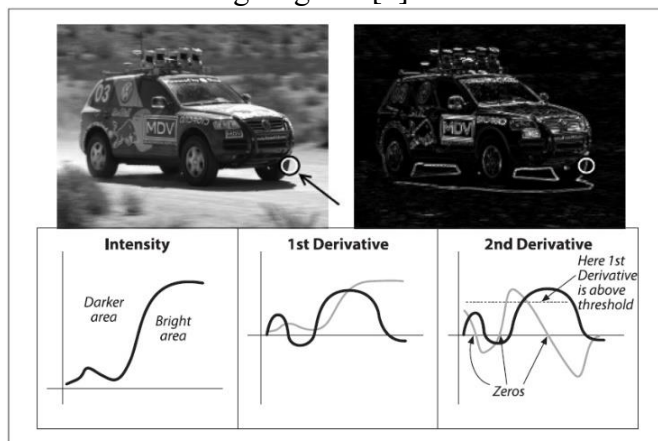 03
MDV
MDV
Intensity
Darker
area
Bright
area
1st Derivative
2nd Derivative
Here 1st
Derivative
is above
threshold
Zeros